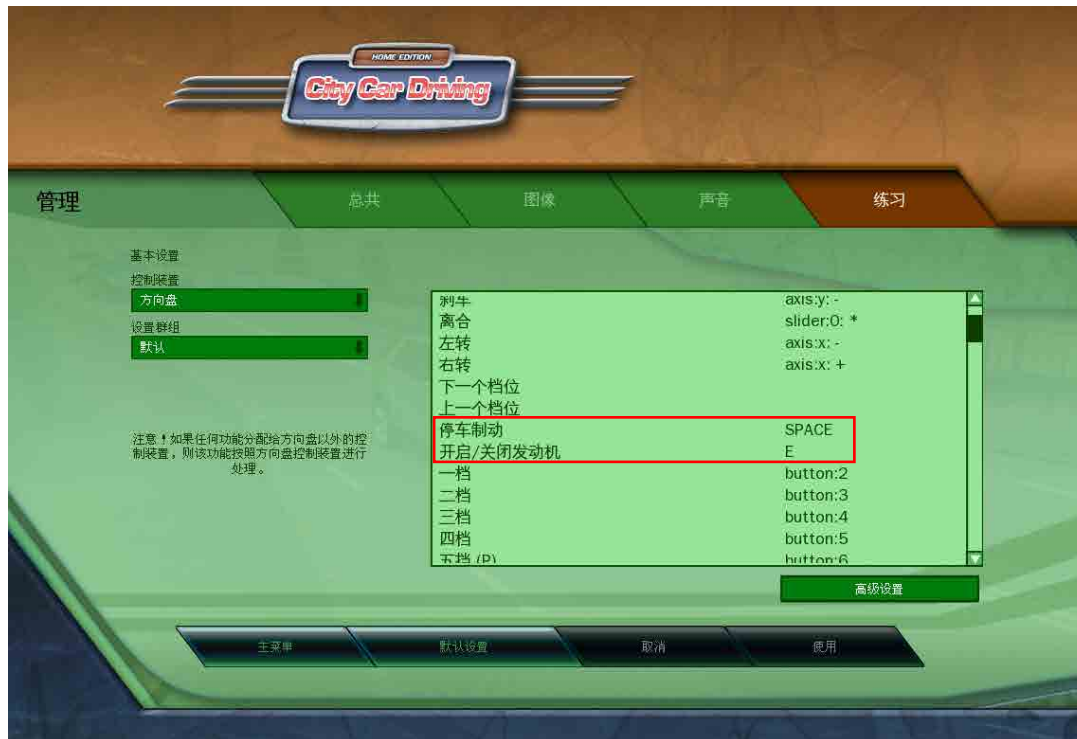 HOME EDITION
City Car Driving
管理
总共
图像
声音
练习
基本设置
控制装置
方向盘
设置群组
默认
注意！如果任何功能分配给方向盘以外的控
制装置，则该功能按照方向盘控制装置进行
处理。
刹车 axis:y: -
离合 slider:0: *
左转 axis:x: -
右转 axis:x: +
下一个档位
上一个档位
停车制动 SPACE
开启/关闭发动机 E
一档 button:2
二档 button:3
三档 button:4
四档 button:5
五挡 (P) button:6
高级设置
主菜单
默认设置
取消
使用